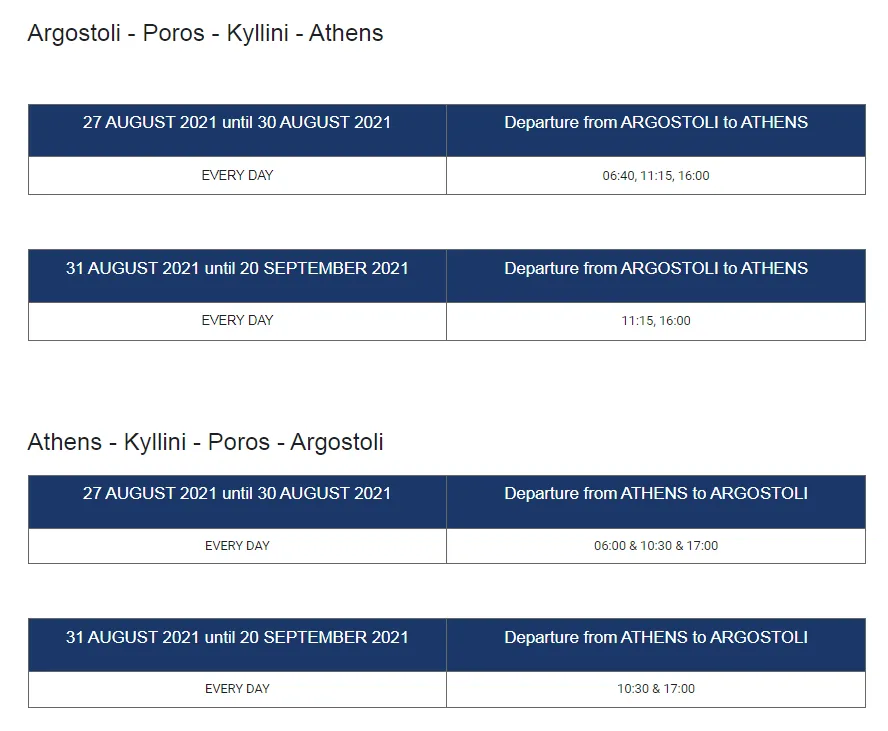 Argostoli - Poros - Kyllini - Athens
27 AUGUST 2021 until 30 AUGUST 2021 Departure from ARGOSTOLI to ATHENS
EVERY DAY 06:40, 11:15, 16:00
31 AUGUST 2021 until 20 SEPTEMBER 2021 Departure from ARGOSTOLI to ATHENS
EVERY DAY 11:15, 16:00
Athens - Kyllini - Poros - Argostoli
27 AUGUST 2021 until 30 AUGUST 2021 Departure from ATHENS to ARGOSTOLI
EVERY DAY 06:00 & 10:30 & 17:00
31 AUGUST 2021 until 20 SEPTEMBER 2021 Departure from ATHENS to ARGOSTOLI
EVERY DAY 10:30 & 17:00